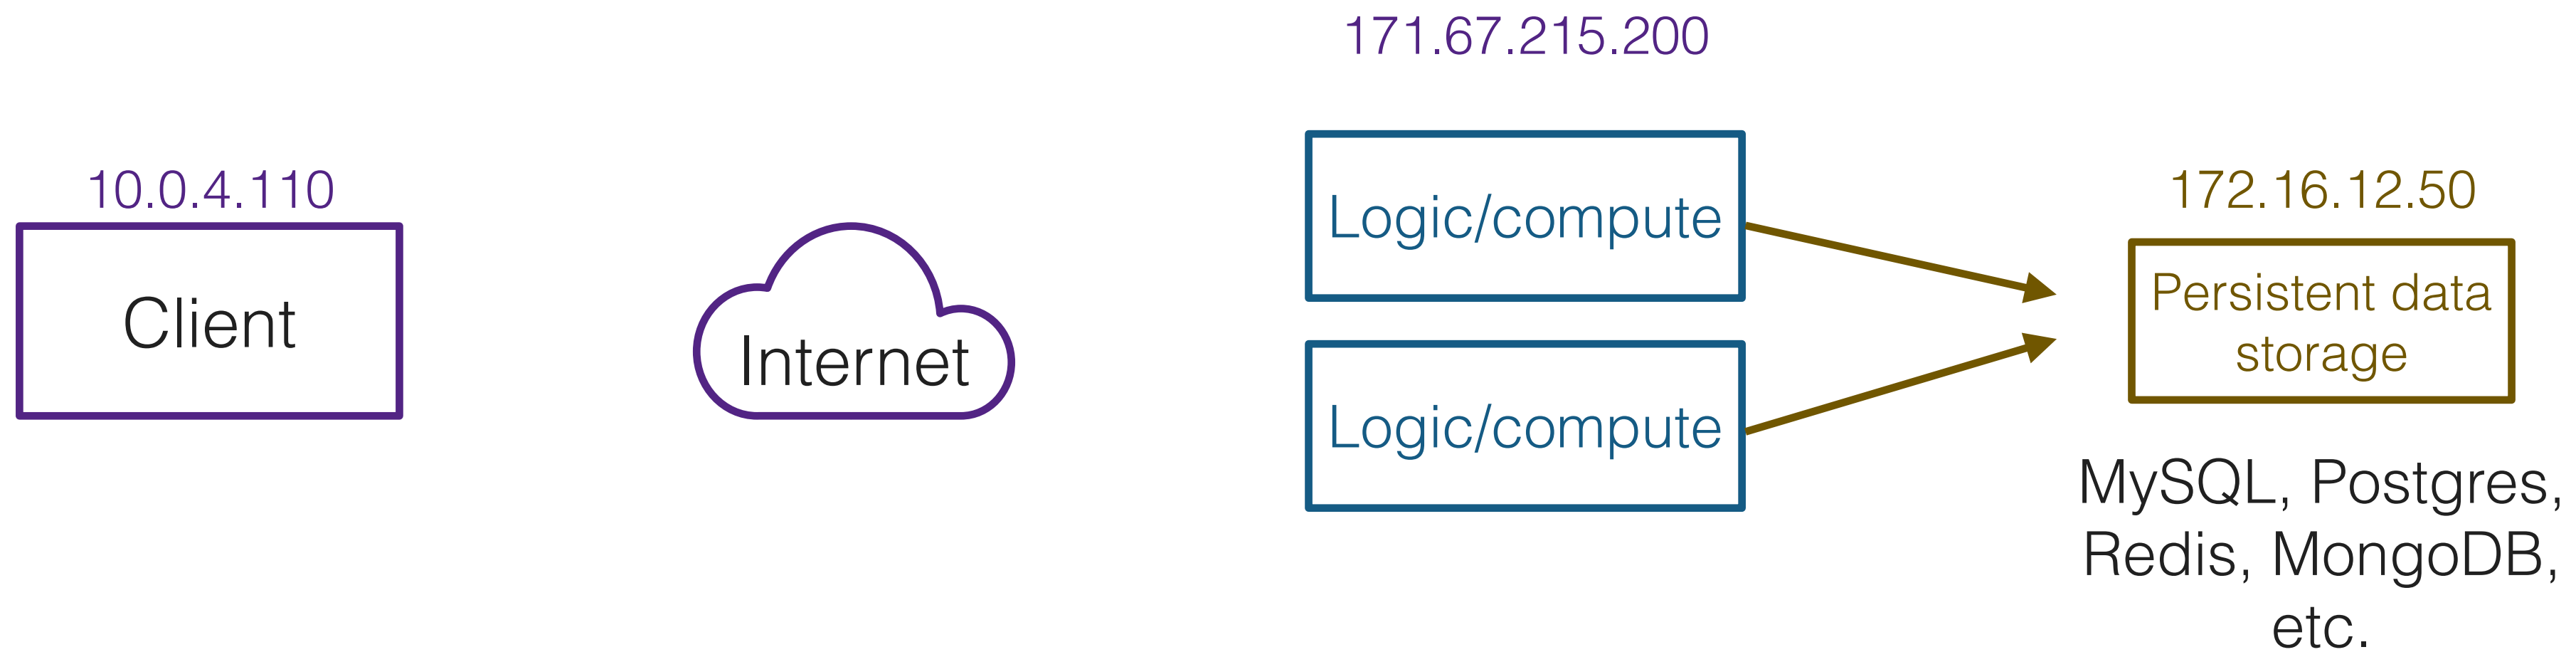 171.67.215.200
10.0.4.110
Client
Internet
Logic/compute
Logic/compute
172.16.12.50
Persistent data
storage
MySQL, Postgres,
Redis, MongoDB,
etc.